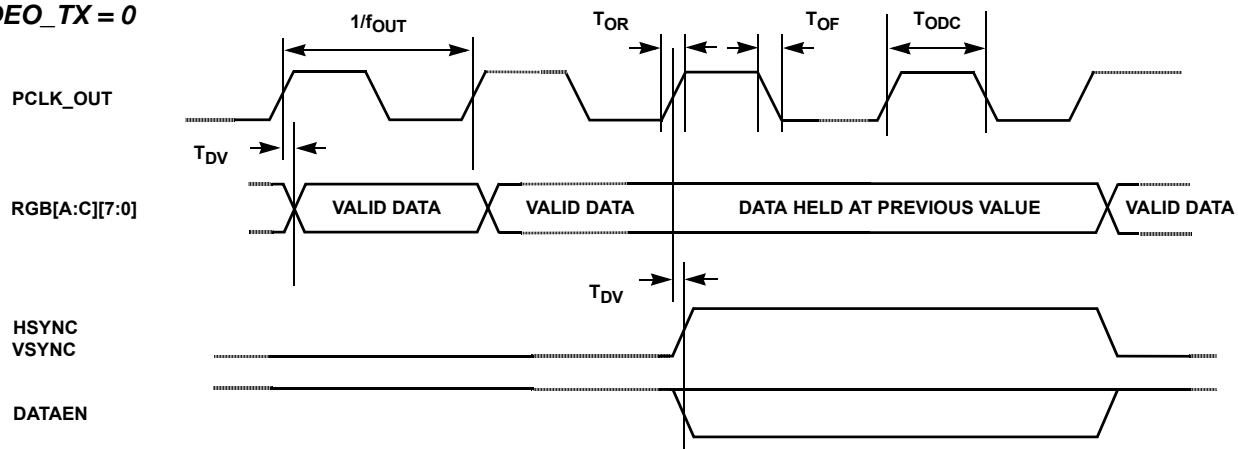 DEO_TX = 0
1/fOUT
TOR
TOF
TODC
PCLK_OUT
TDV
RGB[A:C][7:0]
VALID DATA
VALID DATA
DATA HELD AT PREVIOUS VALUE
VALID DATA
TDV
HSYNC
VSYNC
DATAEN